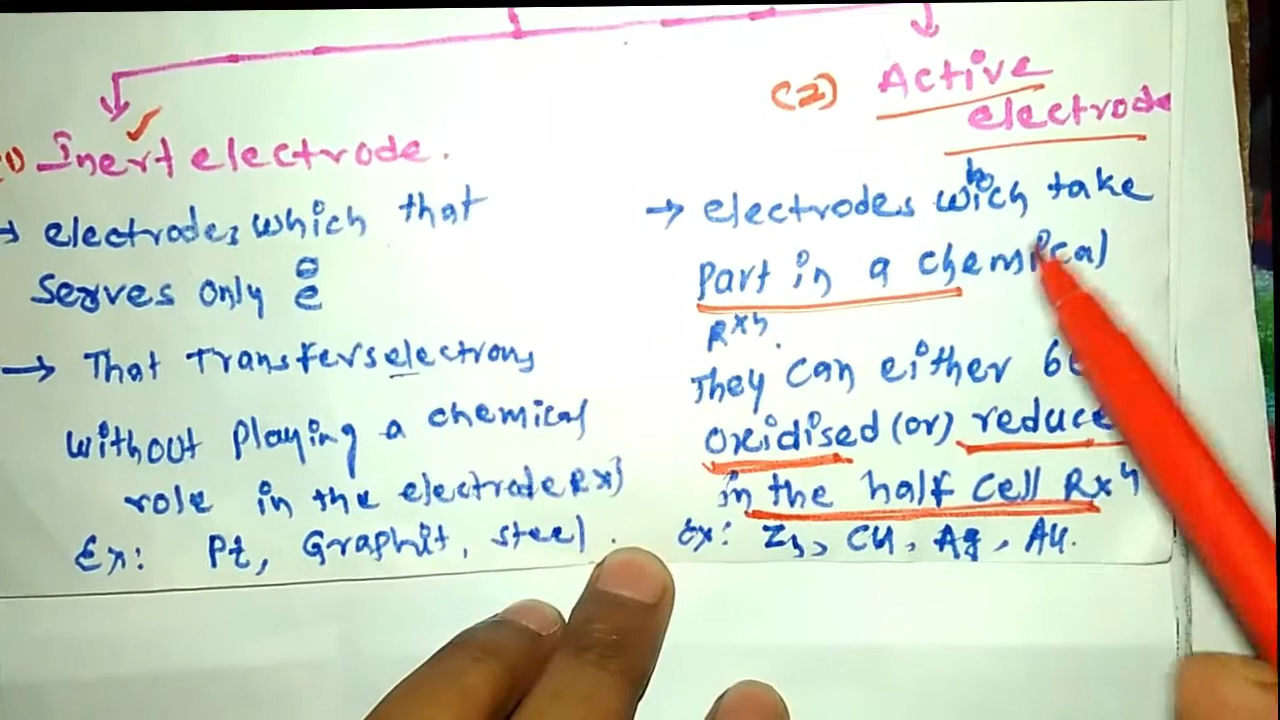 (1) Inert electrode.
→ electrodes which that
serves only e⊖
→ That Transfers electrons
without playing a chemical
role in the electrode Rxn
Ex: Pt, Graphit, steel.
(2) Active
electrode
→ electrodes which take
part in a chemical
Rxn.
They can either be
oxidised (or) reduce
in the half cell Rxn
Ex: Zn, Cu, Ag, Au.